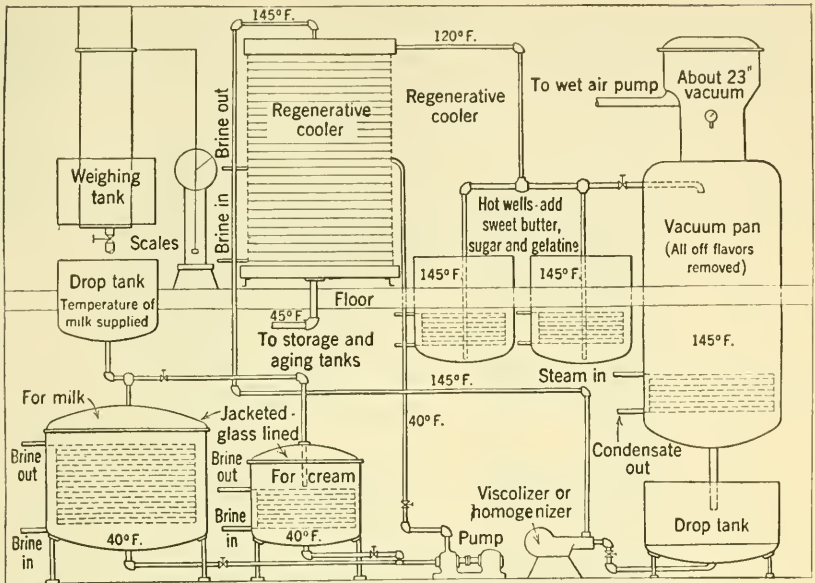 145° F.
120° F.
To wet air pump
About 23"
vacuum
Brine out
Regenerative
cooler
Regenerative
cooler
Weighing
tank
Brine in
Scales
Hot wells-add
sweet butter,
sugar and gelatine
Vacuum pan
(All off flavors
removed)
Drop tank
Temperature of
milk supplied
145° F.
145° F.
45° F.
Floor
To storage and
aging tanks
145° F.
Steam in
145° F.
For milk
Jacketed-
glass lined
40° F.
Condensate
out
Brine
out
Brine
out
For cream
Viscolizer or
homogenizer
Brine
in
Brine
in
40° F.
40° F.
Pump
Drop tank